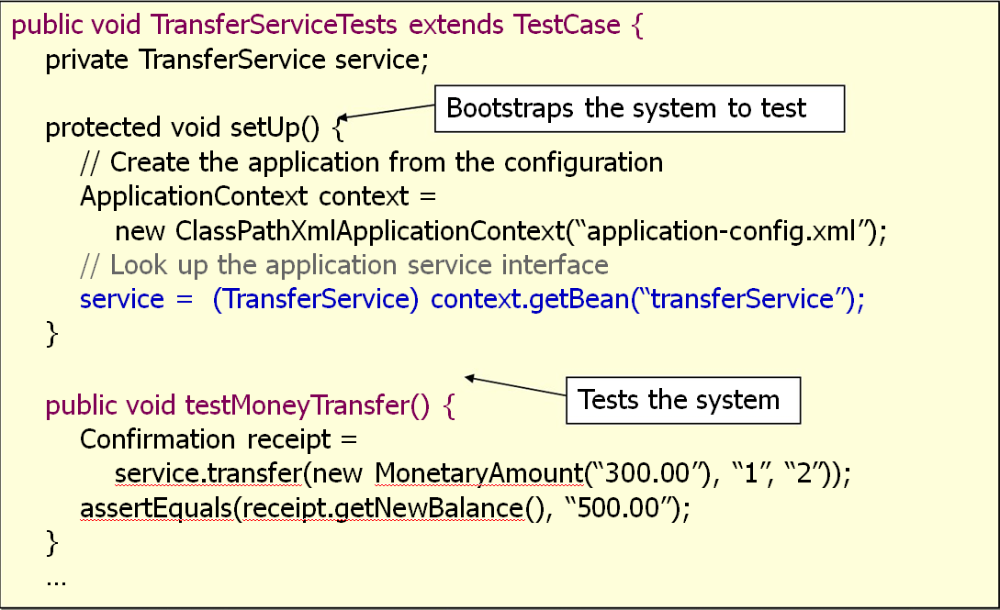 public void TransferServiceTests extends TestCase {
private TransferService service;
Bootstraps the system to test
protected void setUp() {
// Create the application from the configuration
ApplicationContext context =
new ClassPathXmlApplicationContext(“application-config.xml”);
// Look up the application service interface
service = (TransferService) context.getBean(“transferService”);
}
Tests the system
public void testMoneyTransfer() {
Confirmation receipt =
service.transfer(new MonetaryAmount(“300.00”), “1”, “2”));
assertEquals(receipt.getNewBalance(), “500.00”);
}
…